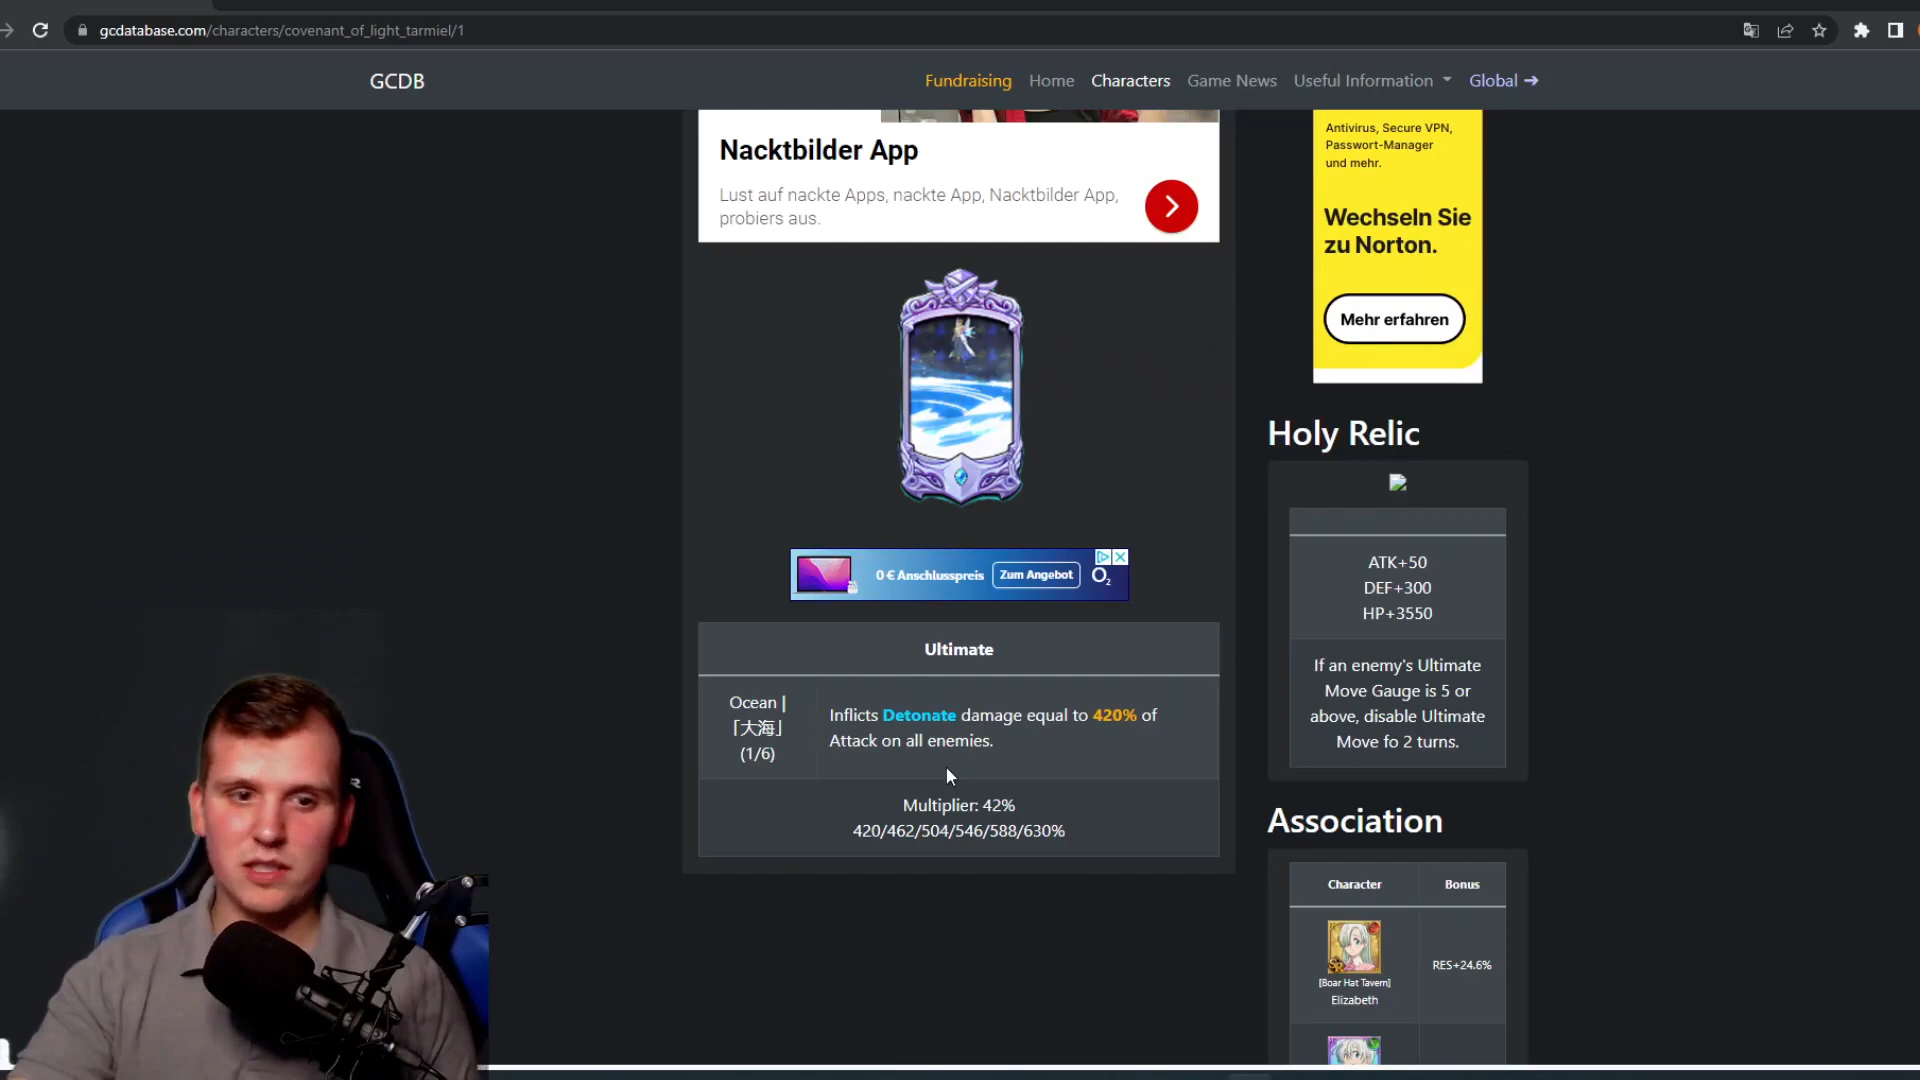 gcdatabase.com/characters/covenant_of_light_tarmiel/1
GCDB
Fundraising Home Characters Game News Useful Information Global →
Nacktbilder App
Lust auf nackte Apps, nackte App, Nacktbilder App,
probiers aus.
Antivirus, Secure VPN,
Passwort-Manager
und mehr.
Wechseln Sie
zu Norton.
Mehr erfahren
0 € Anschlusspreis Zum Angebot O2
Ultimate
Ocean |
「大海」
(1/6)
Inflicts Detonate damage equal to 420% of
Attack on all enemies.
Multiplier: 42%
420/462/504/546/588/630%
Holy Relic
ATK+50
DEF+300
HP+3550
If an enemy's Ultimate
Move Gauge is 5 or
above, disable Ultimate
Move fo 2 turns.
Association
Character Bonus
SR
[Boar Hat Tavern]
Elizabeth
RES+24.6%